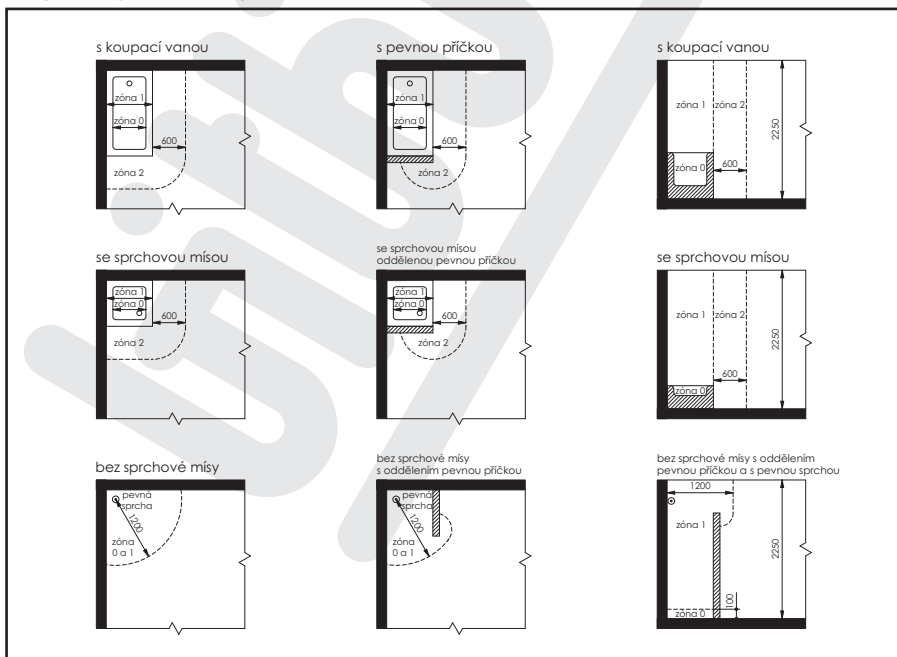 s koupací vanou
zóna 1
zóna 0
600
zóna 2
s pevnou příčkou
zóna 1
zóna 0
600
zóna 2
s koupací vanou
zóna 1 zóna 2
2250
zóna 0
600
se sprchovou mísou
zóna 1
zóna 0
600
zóna 2
se sprchovou mísou
oddělenou pevnou příčkou
zóna 1
zóna 0
600
zóna 2
se sprchovou mísou
zóna 1 zóna 2
2250
600
zóna 0
bez sprchové mísy
pevná
sprcha
1200
zóna
0 a 1
bez sprchové mísy
s oddělením pevnou příčkou
pevná
sprcha
1200
zóna
0 a 1
bez sprchové mísy s oddělením
pevnou příčkou a s pevnou sprchou
1200
zóna 1
2250
100
zóna 0